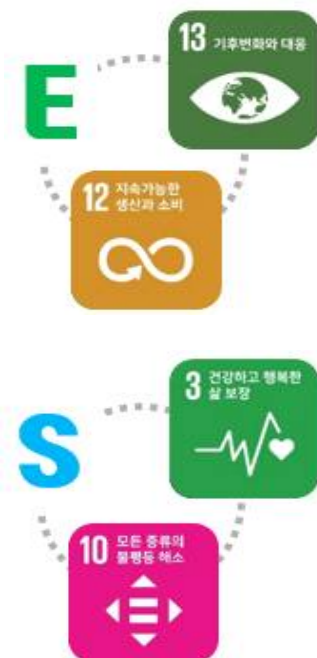 E
13 기후변화와 대응
12 지속가능한
생산과 소비
S
3 건강하고 행복한
삶 보장
10 모든 종류의
불평등 해소